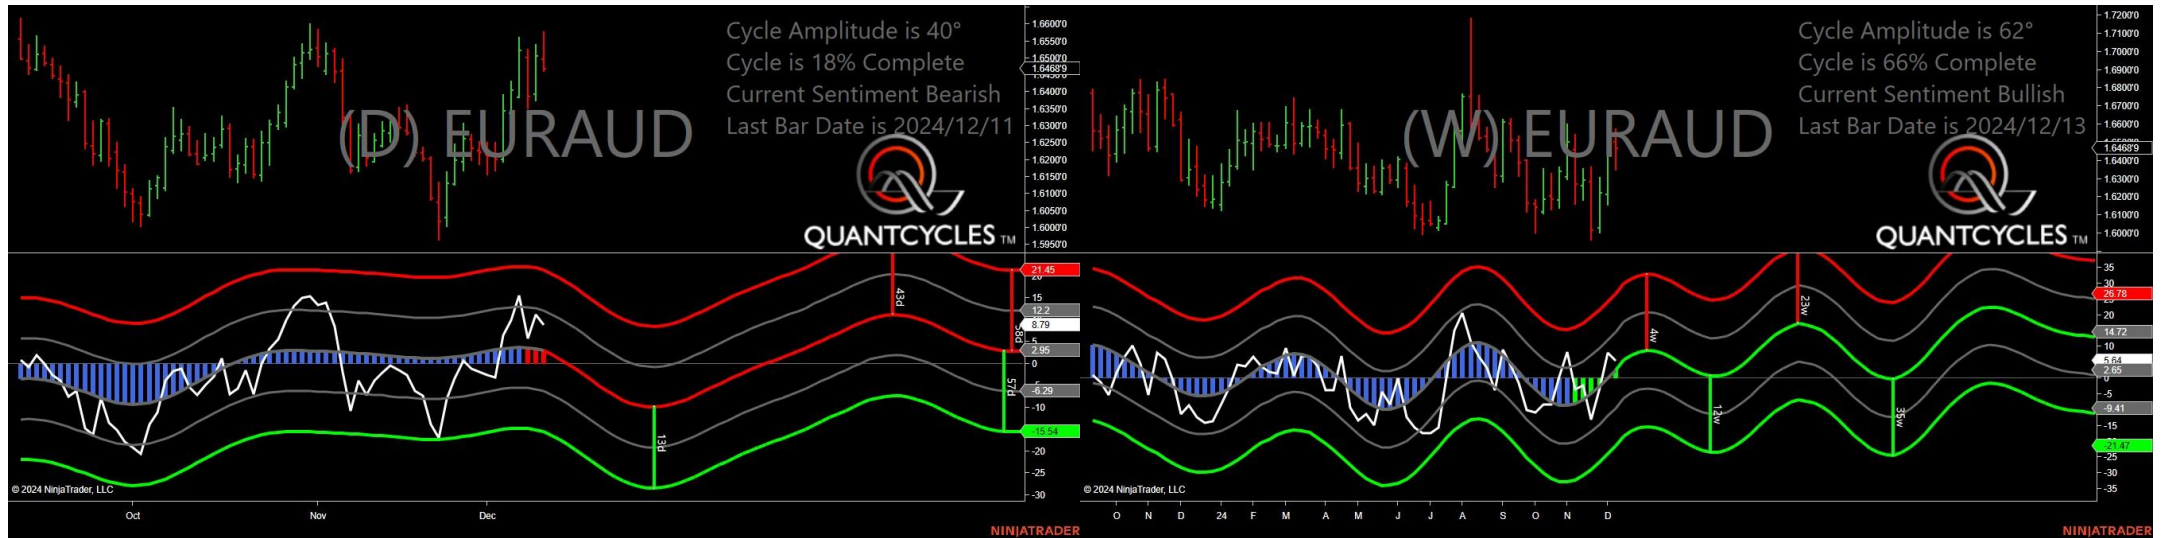 Cycle Amplitude is 40°
Cycle is 18% Complete
Current Sentiment Bearish
Last Bar Date is 2024/12/11
(D) EURAUD
QUANTCYCLES TM
1.6600'0
1.6550'0
1.6500'0
1.6468'9
1.6400'0
1.6350'0
1.6300'0
1.6250'0
1.6200'0
1.6150'0
1.6100'0
1.6050'0
1.6000'0
1.5950'0
21.45
20
15
12.2
8.79
5
2.95
0
-5
-6.29
-10
-15.54
-20
-25
-30
43d
58d
57d
13d
© 2024 NinjaTrader, LLC
Oct Nov Dec
NINJATRADER
Cycle Amplitude is 62°
Cycle is 66% Complete
Current Sentiment Bullish
Last Bar Date is 2024/12/13
(W) EURAUD
QUANTCYCLES TM
1.7200'0
1.7100'0
1.7000'0
1.6900'0
1.6800'0
1.6700'0
1.6600'0
1.6468'9
1.6400'0
1.6300'0
1.6200'0
1.6100'0
1.6000'0
35
30
26.78
20
14.72
10
5.64
2.65
0
-5
-9.41
-15
-21.47
-25
-30
-35
4w
23w
12w
35w
© 2024 NinjaTrader, LLC
O N D 24 F M A M J J A S O N D
NINJATRADER